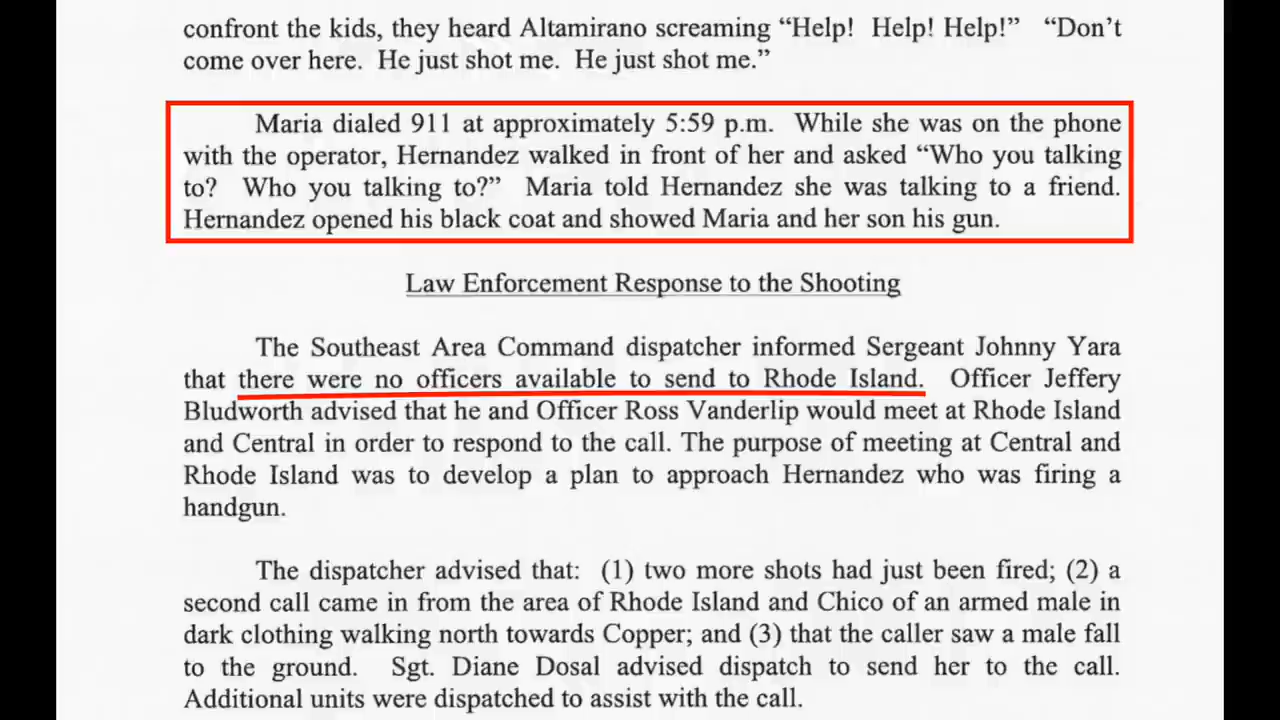 confront the kids, they heard Altamirano screaming “Help!  Help! Help!”  “Don’t
come over here.  He just shot me.  He just shot me.”
Maria dialed 911 at approximately 5:59 p.m.  While she was on the phone
with the operator, Hernandez walked in front of her and asked “Who you talking
to?  Who you talking to?”  Maria told Hernandez she was talking to a friend.
Hernandez opened his black coat and showed Maria and her son his gun.
Law Enforcement Response to the Shooting
The Southeast Area Command dispatcher informed Sergeant Johnny Yara
that there were no officers available to send to Rhode Island.  Officer Jeffery
Bludworth advised that he and Officer Ross Vanderlip would meet at Rhode Island
and Central in order to respond to the call. The purpose of meeting at Central and
Rhode Island was to develop a plan to approach Hernandez who was firing a
handgun.
The dispatcher advised that:  (1) two more shots had just been fired; (2) a
second call came in from the area of Rhode Island and Chico of an armed male in
dark clothing walking north towards Copper; and (3) that the caller saw a male fall
to the ground.  Sgt. Diane Dosal advised dispatch to send her to the call.
Additional units were dispatched to assist with the call.